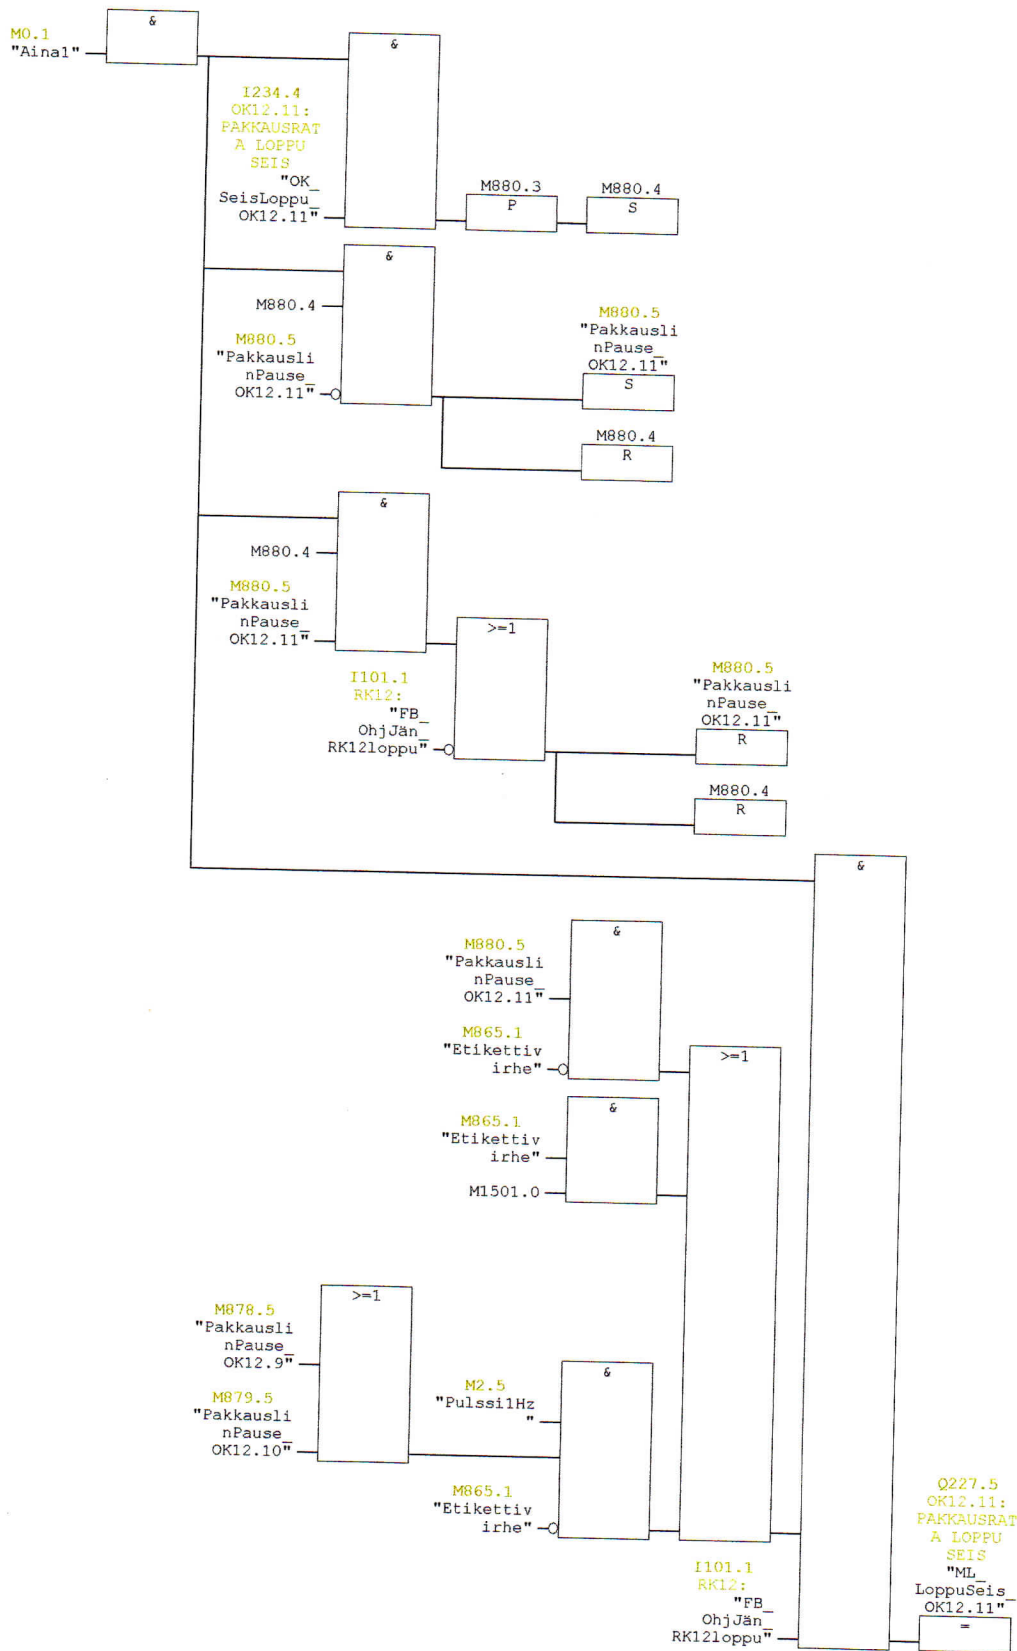 &
M0.1
"Aina1"
&
I234.4
OK12.11:
PAKKAUSRAT
A LOPPU
SEIS
"OK_
SeisLoppu_
OK12.11"
M880.3
P
M880.4
S
&
M880.4
M880.5
"Pakkausli
nPause_
OK12.11"
M880.5
"Pakkausli
nPause_
OK12.11"
S
M880.4
R
&
M880.4
M880.5
"Pakkausli
nPause_
OK12.11"
>=1
I101.1
RK12:
"FB_
OhjJän_
RK12loppu"
M880.5
"Pakkausli
nPause_
OK12.11"
R
M880.4
R
&
&
M880.5
"Pakkausli
nPause_
OK12.11"
M865.1
"Etikettiv
irhe"
>=1
&
M865.1
"Etikettiv
irhe"
M1501.0
>=1
M878.5
"Pakkausli
nPause_
OK12.9"
M879.5
"Pakkausli
nPause_
OK12.10"
&
M2.5
"Pulssi1Hz
"
M865.1
"Etikettiv
irhe"
I101.1
RK12:
"FB_
OhjJän_
RK12loppu"
Q227.5
OK12.11:
PAKKAUSRAT
A LOPPU
SEIS
"ML_
LoppuSeis_
OK12.11"
=